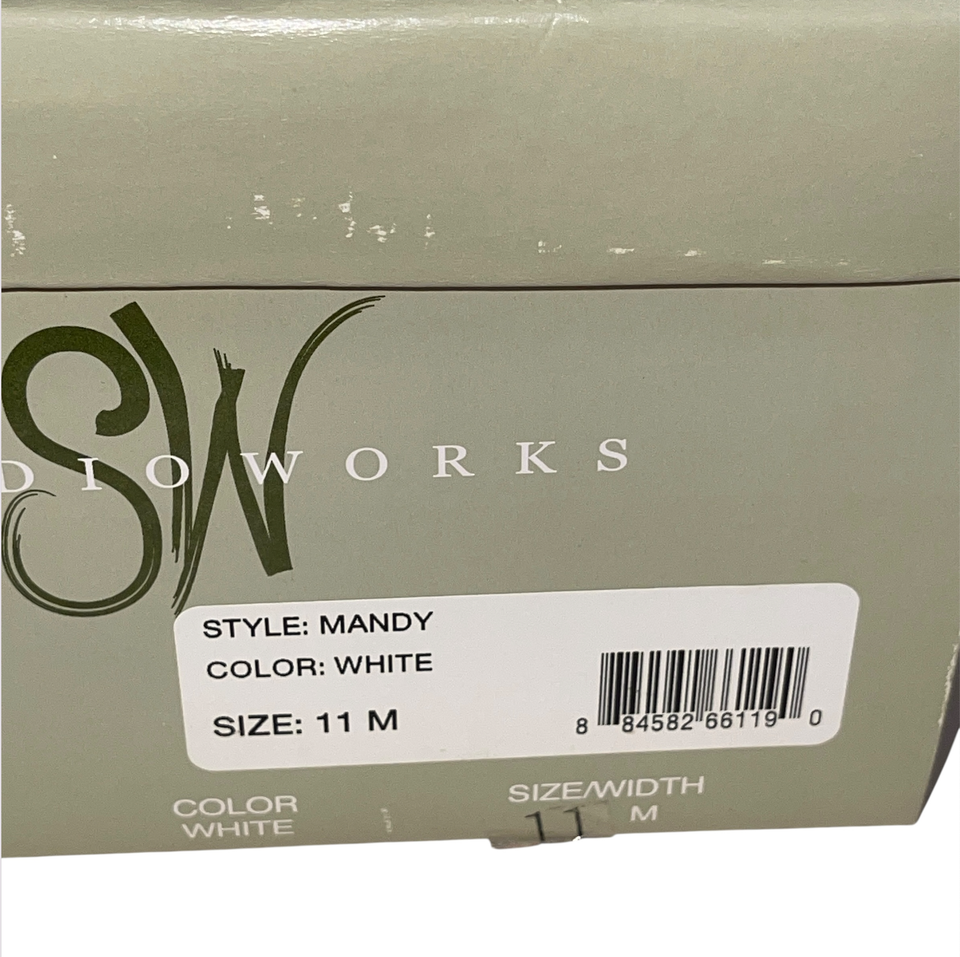 SW
DIOWORKS
STYLE: MANDY
COLOR: WHITE
SIZE: 11 M
8 84582 66119 0
COLOR
WHITE
SIZE/WIDTH
11 M